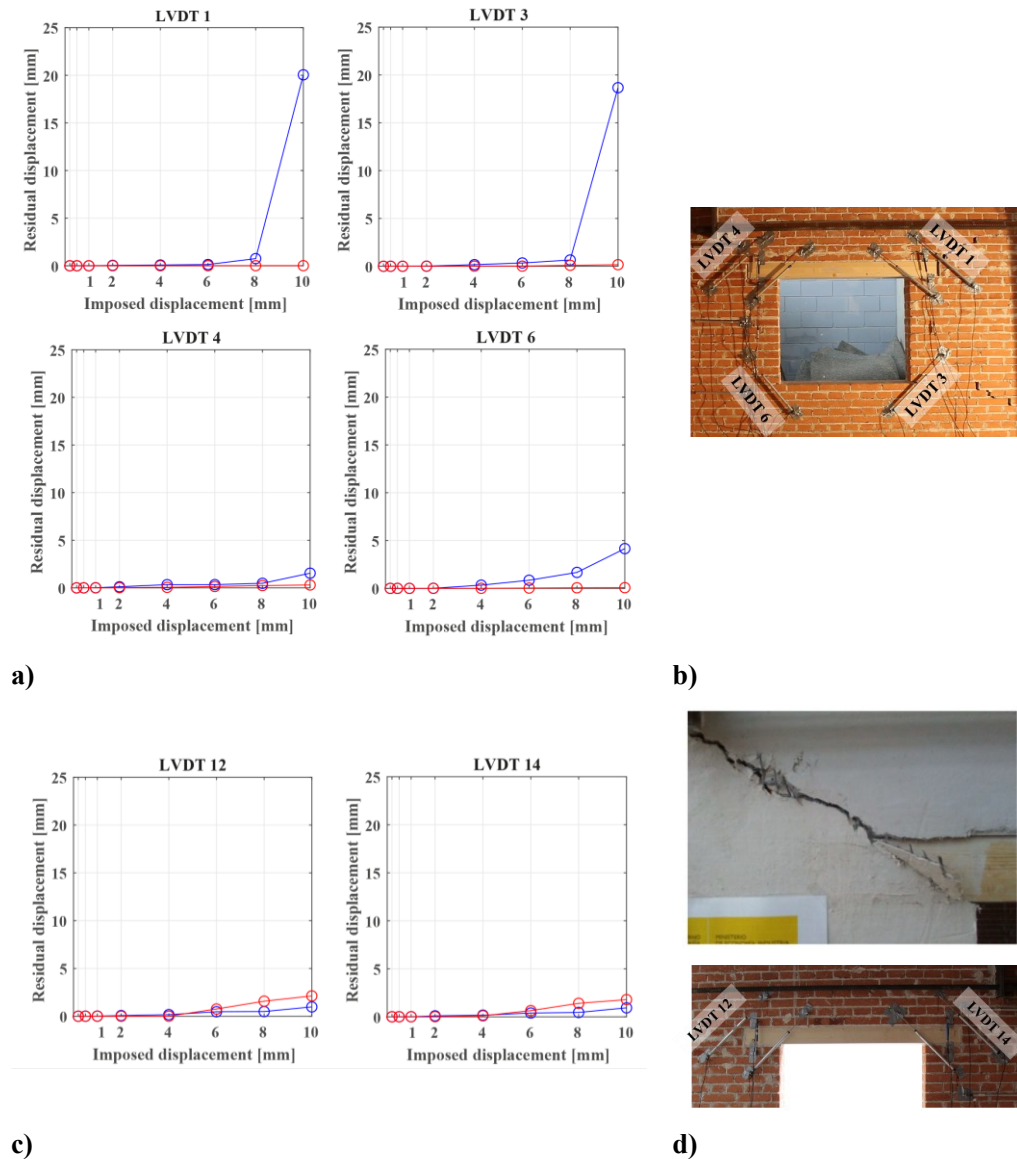 LVDT 1
25
20
15
10
5
0
Residual displacement [mm]
1 2 4 6 8 10
Imposed displacement [mm]
LVDT 3
25
20
15
10
5
0
Residual displacement [mm]
1 2 4 6 8 10
Imposed displacement [mm]
LVDT 4
25
20
15
10
5
0
Residual displacement [mm]
1 2 4 6 8 10
Imposed displacement [mm]
LVDT 6
25
20
15
10
5
0
Residual displacement [mm]
1 2 4 6 8 10
Imposed displacement [mm]
a)
LVDT 4
LVDT 1
LVDT 6
LVDT 3
b)
LVDT 12
25
20
15
10
5
0
Residual displacement [mm]
1 2 4 6 8 10
Imposed displacement [mm]
LVDT 14
25
20
15
10
5
0
Residual displacement [mm]
1 2 4 6 8 10
Imposed displacement [mm]
c)
MINISTERIO
LVDT 12
LVDT 14
d)